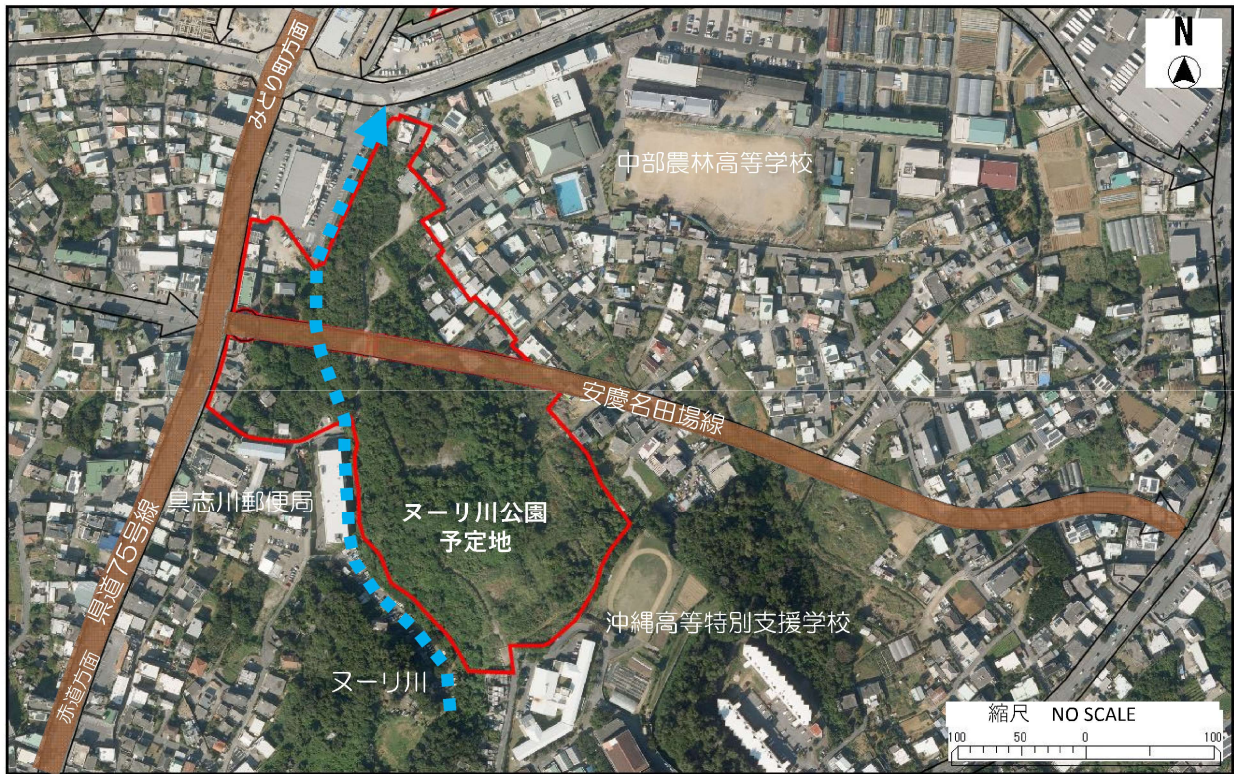 N
みどり町方面
中部農林高等学校
安慶名田場線
具志川郵便局
ヌーリ川公園
予定地
県道75号線
沖縄高等特別支援学校
ヌーリ川
赤道方面
縮尺 NO SCALE
100 50 0 100